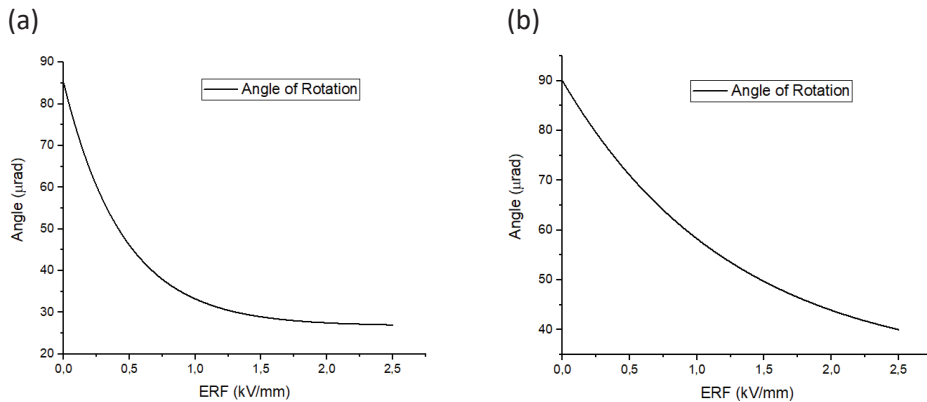 (a)
Angle of Rotation
Angle (μrad)
90
80
70
60
50
40
30
20
0,0 0,5 1,0 1,5 2,0 2,5
ERF (kV/mm)
(b)
Angle of Rotation
Angle (μrad)
90
80
70
60
50
40
0,0 0,5 1,0 1,5 2,0 2,5
ERF (kV/mm)